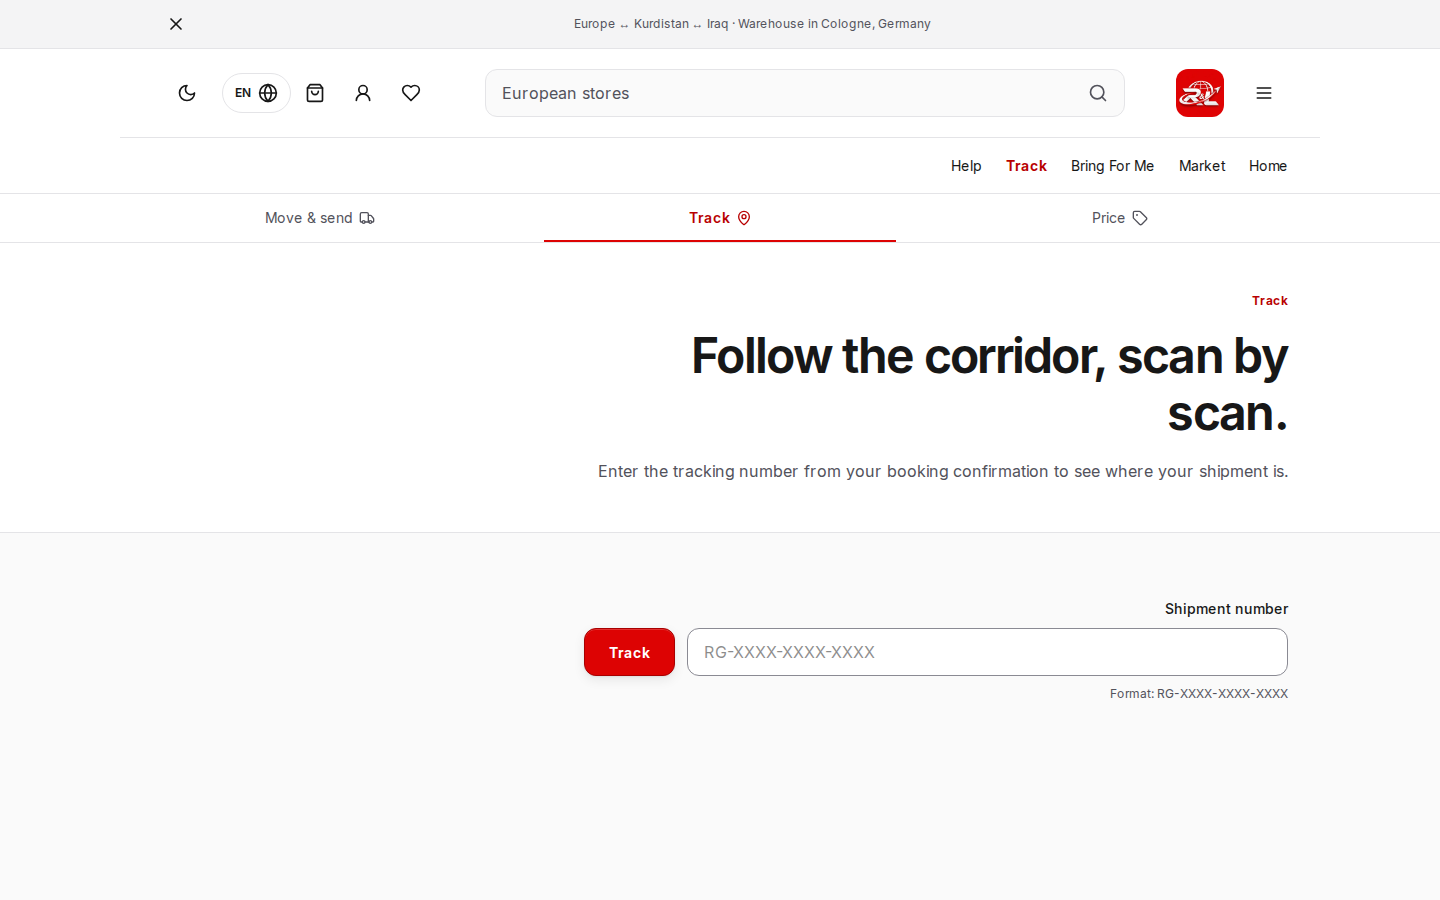 Europe ↔ Kurdistan ↔ Iraq · Warehouse in Cologne, Germany
EN
European stores
Help
Track
Bring For Me
Market
Home
Move & send
Track
Price
Track
Follow the corridor, scan by
scan.
Enter the tracking number from your booking confirmation to see where your shipment is.
Shipment number
Track
RG-XXXX-XXXX-XXXX
Format: RG-XXXX-XXXX-XXXX